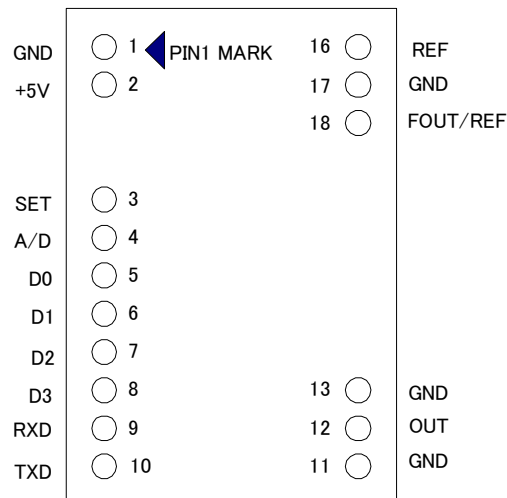 GND 1 PIN1 MARK 16 REF
+5V 2 17 GND
18 FOUT/REF
SET 3
A/D 4
D0 5
D1 6
D2 7
D3 8 13 GND
RXD 9 12 OUT
TXD 10 11 GND